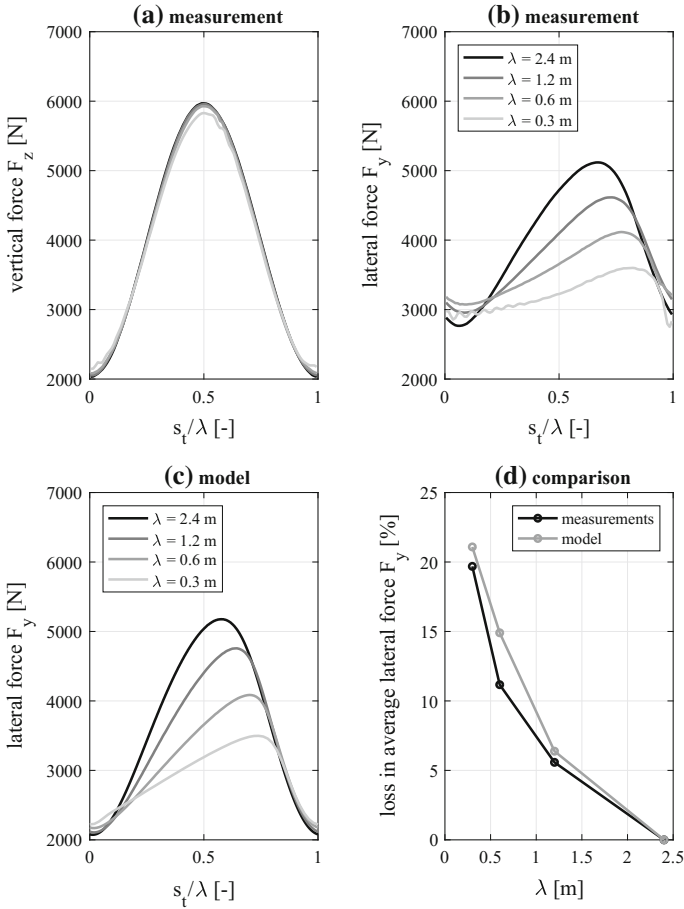 (a) measurement
7000
6000
5000
4000
3000
2000
vertical force F_z [N]
0
0.5
1
s_t/λ [-]
(b) measurement
7000
6000
5000
4000
3000
2000
lateral force F_y [N]
λ = 2.4 m
λ = 1.2 m
λ = 0.6 m
λ = 0.3 m
0
0.5
1
s_t/λ [-]
(c) model
7000
6000
5000
4000
3000
2000
lateral force F_y [N]
λ = 2.4 m
λ = 1.2 m
λ = 0.6 m
λ = 0.3 m
0
0.5
1
s_t/λ [-]
(d) comparison
25
20
15
10
5
0
loss in average lateral force F_y [%]
measurements
model
0
0.5
1
1.5
2
2.5
λ [m]